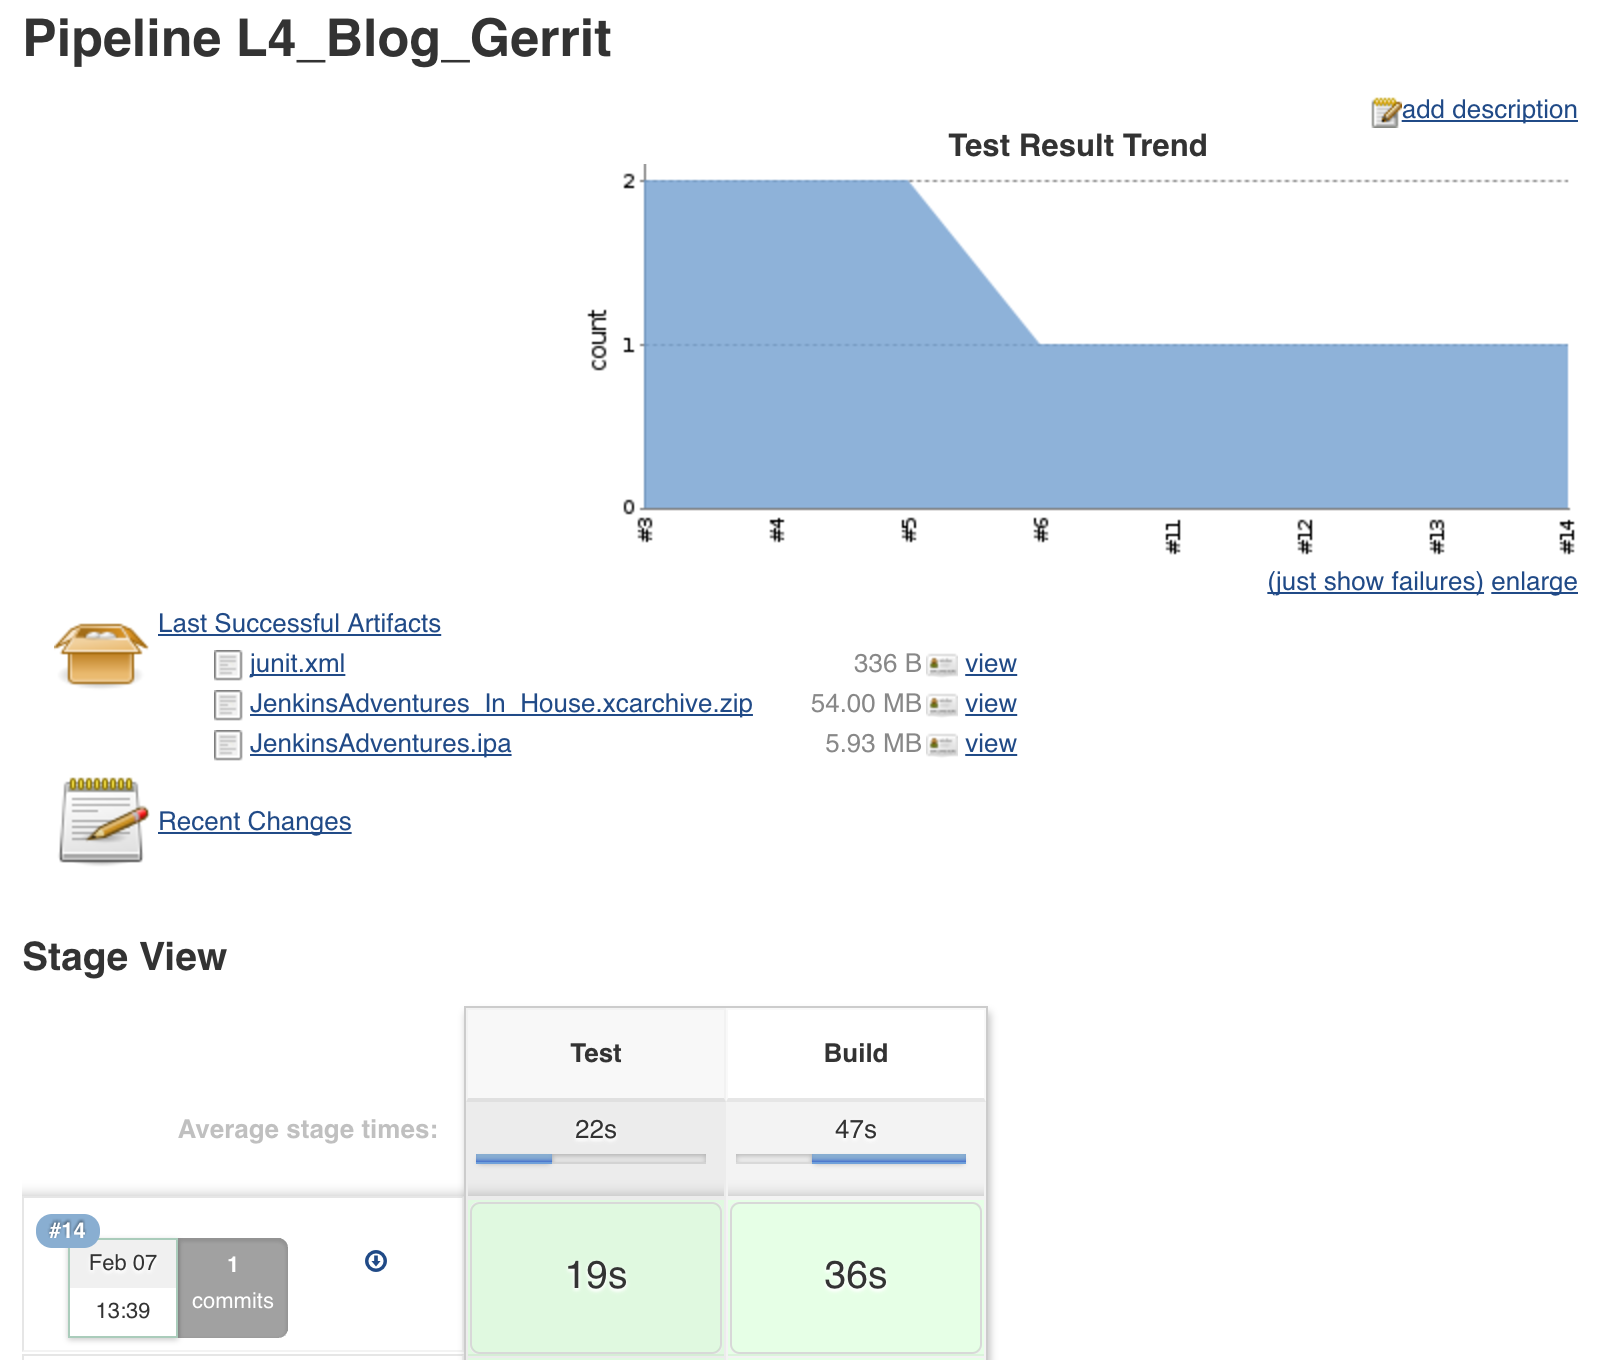 Pipeline L4_Blog_Gerrit
add description
Test Result Trend
2
1
0
count
#3 #4 #5 #6 #11 #12 #13 #14
(just show failures) enlarge
Last Successful Artifacts
junit.xml 336 B view
JenkinsAdventures_In_House.xcarchive.zip 54.00 MB view
JenkinsAdventures.ipa 5.93 MB view
Recent Changes
Stage View
Test Build
Average stage times: 22s 47s
#14
Feb 07 1
13:39 commits
19s 36s